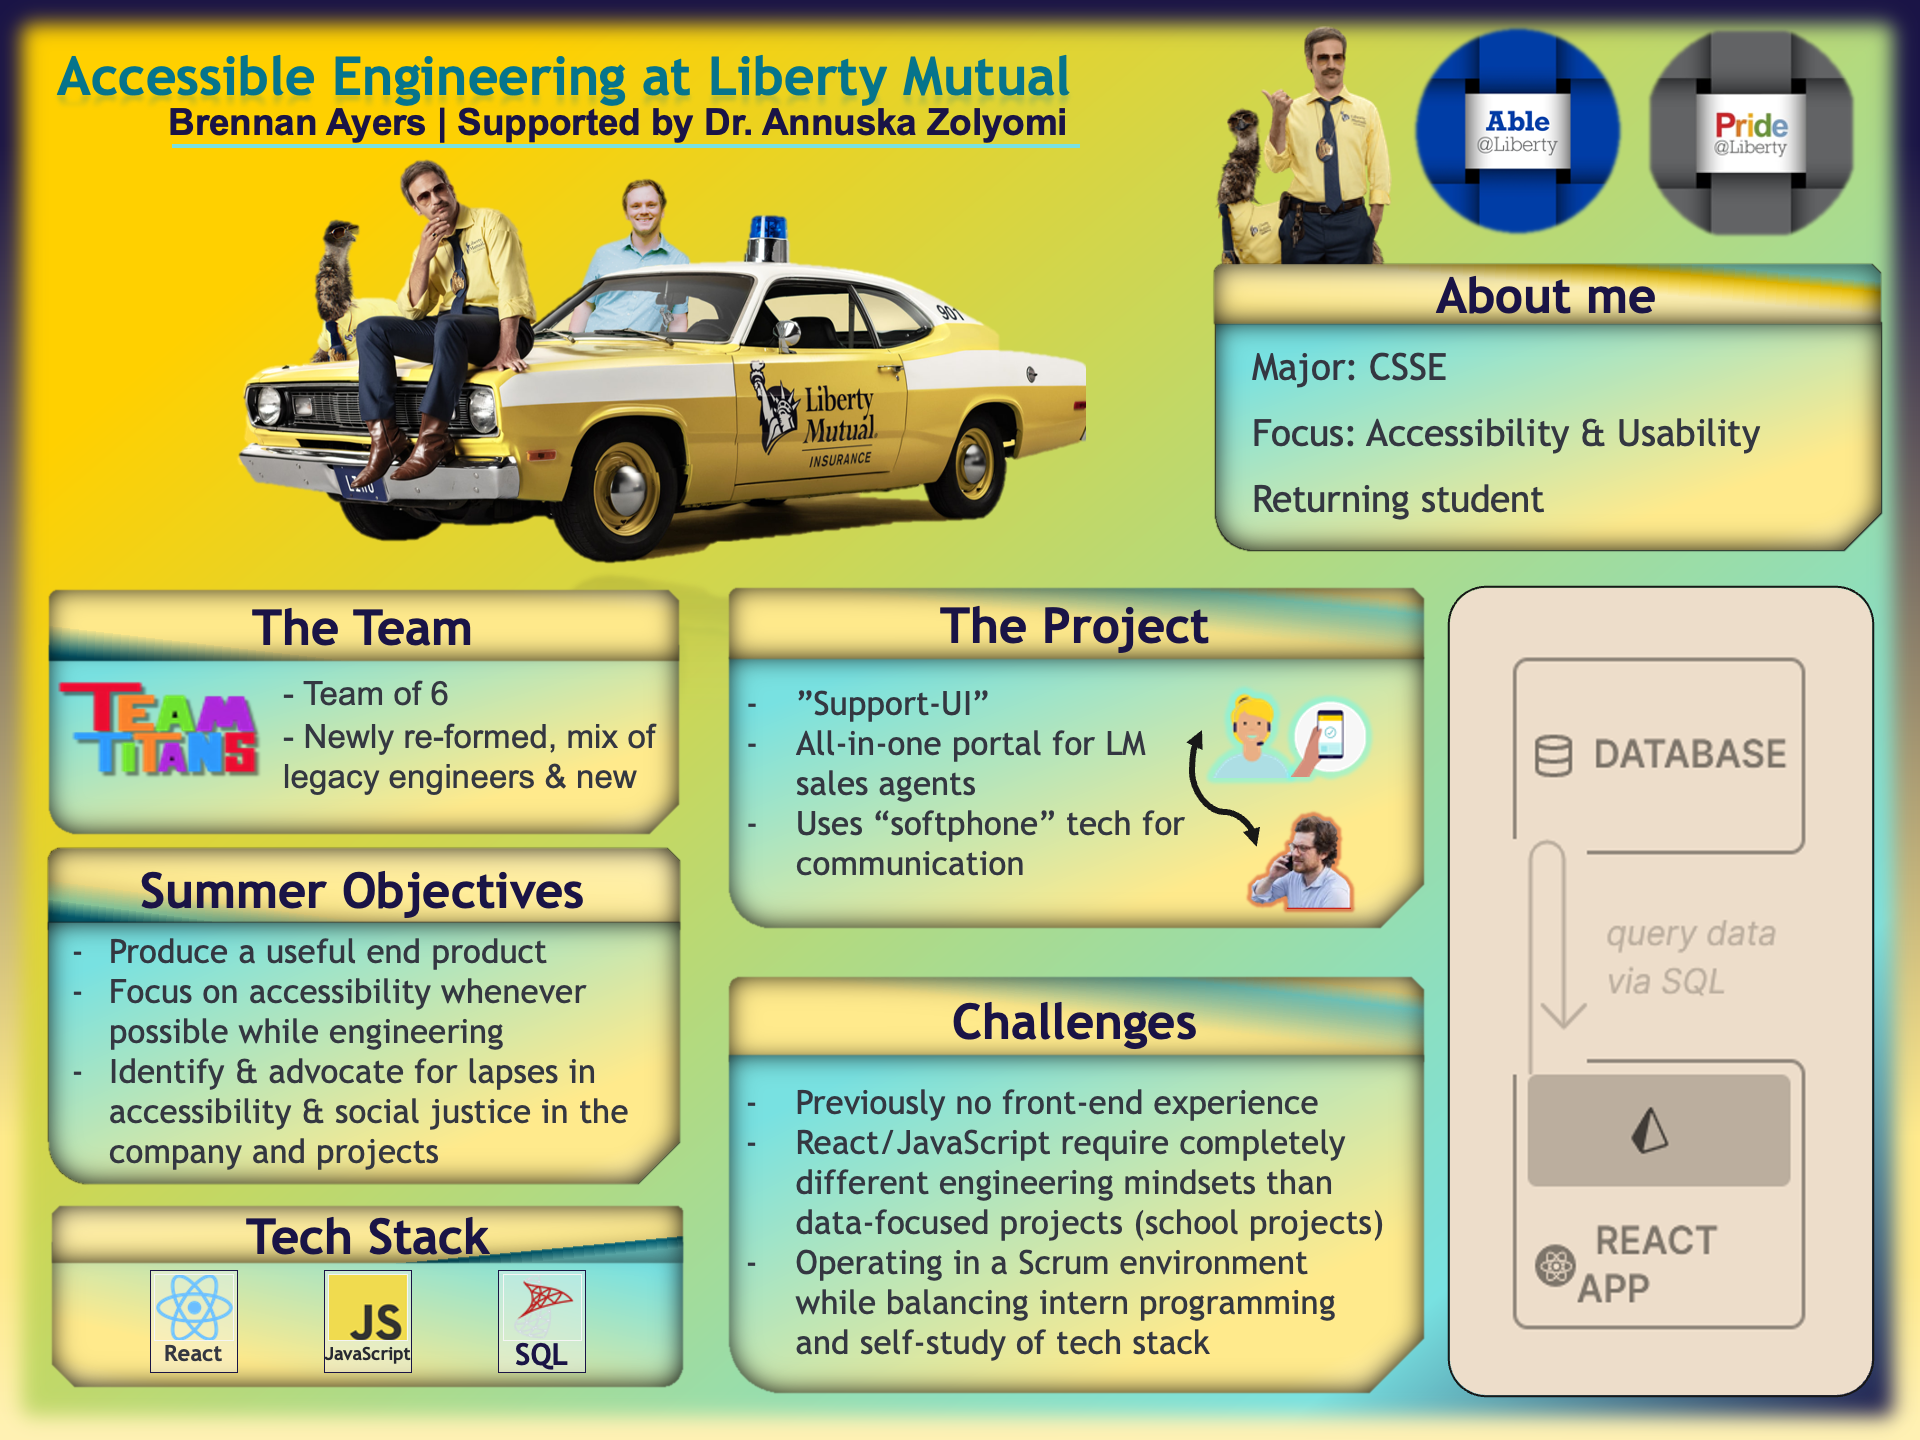 Accessible Engineering at Liberty Mutual
Brennan Ayers | Supported by Dr. Annuska Zolyomi
Able
@Liberty
Pride
@Liberty
901
Liberty
Mutual.
INSURANCE
About me
Major: CSSE
Focus: Accessibility & Usability
Returning student
The Team
TEAM
TITANS
- Team of 6
- Newly re-formed, mix of
legacy engineers & new
Summer Objectives
- Produce a useful end product
- Focus on accessibility whenever
possible while engineering
- Identify & advocate for lapses in
accessibility & social justice in the
company and projects
Tech Stack
React
JS
JavaScript
SQL
The Project
- ”Support-UI”
- All-in-one portal for LM
sales agents
- Uses “softphone” tech for
communication
Challenges
- Previously no front-end experience
- React/JavaScript require completely
different engineering mindsets than
data-focused projects (school projects)
- Operating in a Scrum environment
while balancing intern programming
and self-study of tech stack
DATABASE
query data
via SQL
REACT
APP